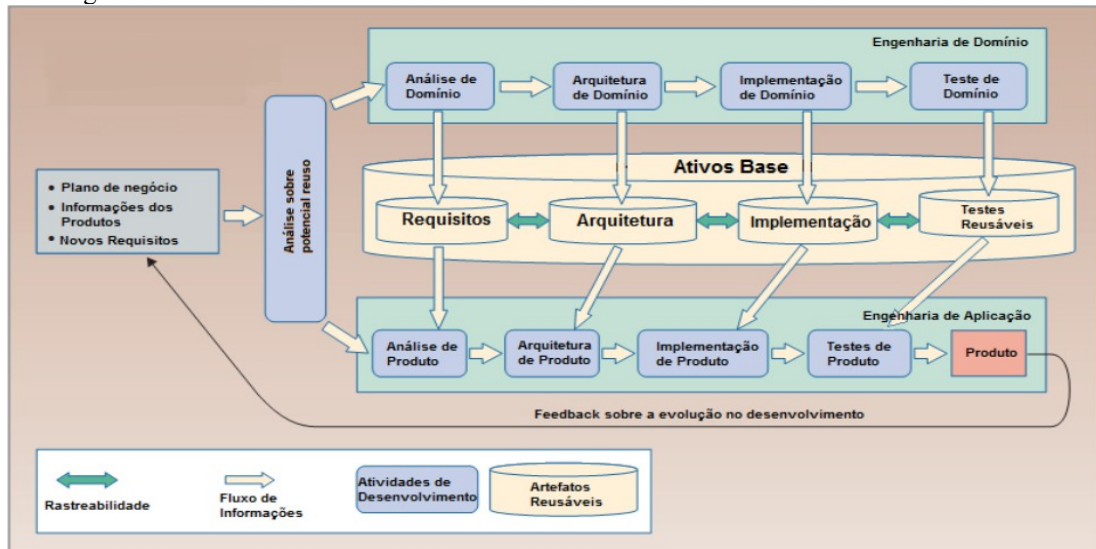 Engenharia de Domínio
Análise de
Domínio
Arquitetura
de Domínio
Implementação
de Domínio
Teste de
Domínio
Ativos Base
• Plano de negócio
• Informações dos
Produtos
• Novos Requisitos
Análise sobre
potencial reuso
Requisitos
Arquitetura
Implementação
Testes
Reusáveis
Engenharia de Aplicação
Análise de
Produto
Arquitetura
de Produto
Implementação
de Produto
Testes de
Produto
Produto
Feedback sobre a evolução no desenvolvimento
Rastreabilidade
Fluxo de
Informações
Atividades de
Desenvolvimento
Artefatos
Reusáveis